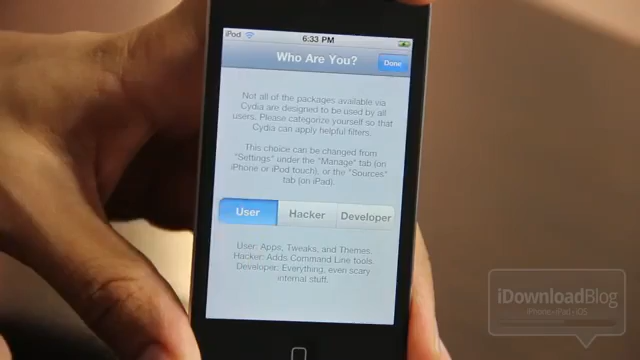 iPod
6:33 PM
Who Are You?
Done
Not all of the packages available via
Cydia are designed to be used by all
users. Please categorize yourself so that
Cydia can apply helpful filters.
This choice can be changed from
"Settings" under the "Manage" tab (on
iPhone or iPod touch), or the "Sources"
tab (on iPad).
User
Hacker
Developer
User: Apps, Tweaks, and Themes.
Hacker: Adds Command Line tools.
Developer: Everything, even scary
internal stuff.
iDownloadBlog
iPhone•iPad•iOS